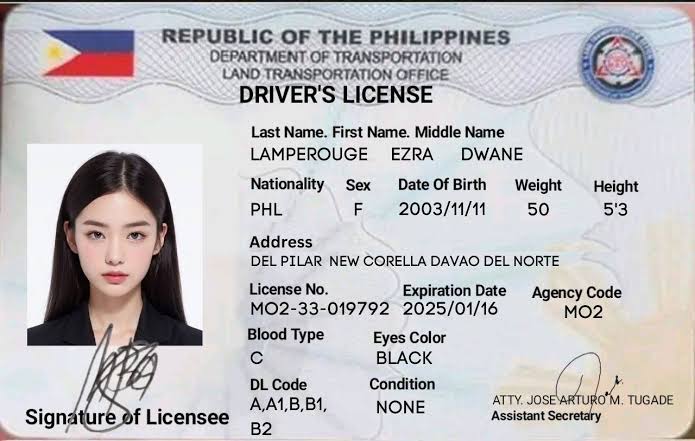 REPUBLIC OF THE PHILIPPINES
DEPARTMENT OF TRANSPORTATION
LAND TRANSPORTATION OFFICE
DRIVER'S LICENSE
Last Name. First Name. Middle Name
LAMPEROUGE EZRA DWANE
Nationality Sex Date Of Birth Weight Height
PHL F 2003/11/11 50 5'3
Address
DEL PILAR NEW CORELLA DAVAO DEL NORTE
License No. Expiration Date Agency Code
MO2-33-019792 2025/01/16 MO2
Blood Type Eyes Color
C BLACK
DL Code Condition
A,A1,B,B1, NONE
B2
Signature of Licensee
ATTY. JOSE ARTURO M. TUGADE
Assistant Secretary